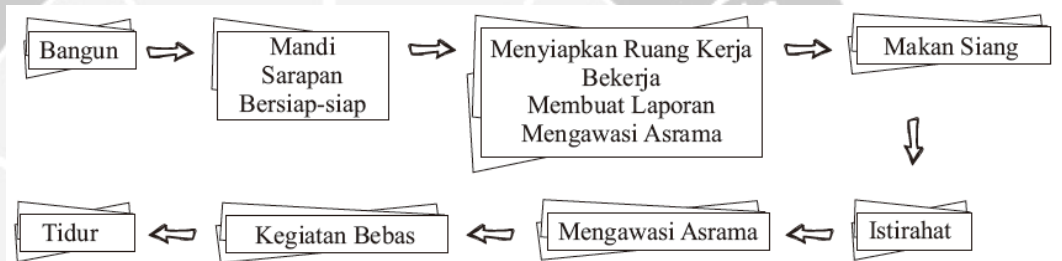 Bangun
Mandi
Sarapan
Bersiap-siap
Menyiapkan Ruang Kerja
Bekerja
Membuat Laporan
Mengawasi Asrama
Makan Siang
Istirahat
Mengawasi Asrama
Kegiatan Bebas
Tidur